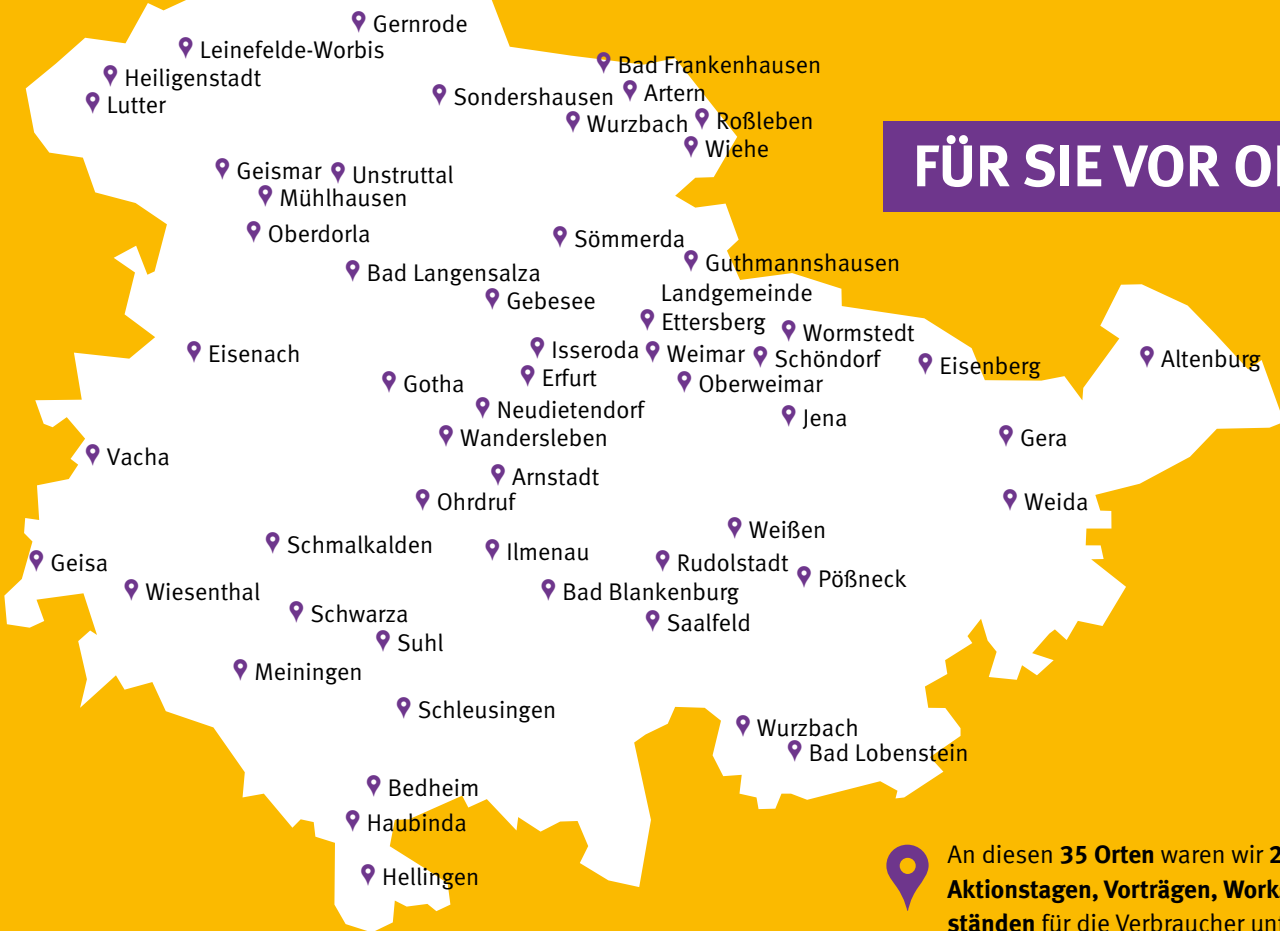 Gernrode
Leinefelde-Worbis
Heiligenstadt
Lutter
Bad Frankenhausen
Sondershausen
Artern
Wurzbach
Roßleben
Wiehe
FÜR SIE VOR
Geismar
Unstruttal
Mühlhausen
Oberdorla
Sömmerda
Guthmannshausen
Bad Langensalza
Gebesee
Landgemeinde
Ettersberg
Wormstedt
Eisenach
Isseroda
Weimar
Schöndorf
Eisenberg
Altenburg
Gotha
Erfurt
Oberweimar
Neudietendorf
Jena
Wandersleben
Gera
Vacha
Arnstadt
Ohrdruf
Weida
Weißen
Schmalkalden
Ilmenau
Rudolstadt
Pößneck
Geisa
Wiesenthal
Bad Blankenburg
Schwarza
Saalfeld
Suhl
Meiningen
Schleusingen
Wurzbach
Bad Lobenstein
Bedheim
Haubinda
Hellingen
An diesen 35 Orten waren wir
Aktionstagen, Vorträgen,
ständen für die Verbraucher